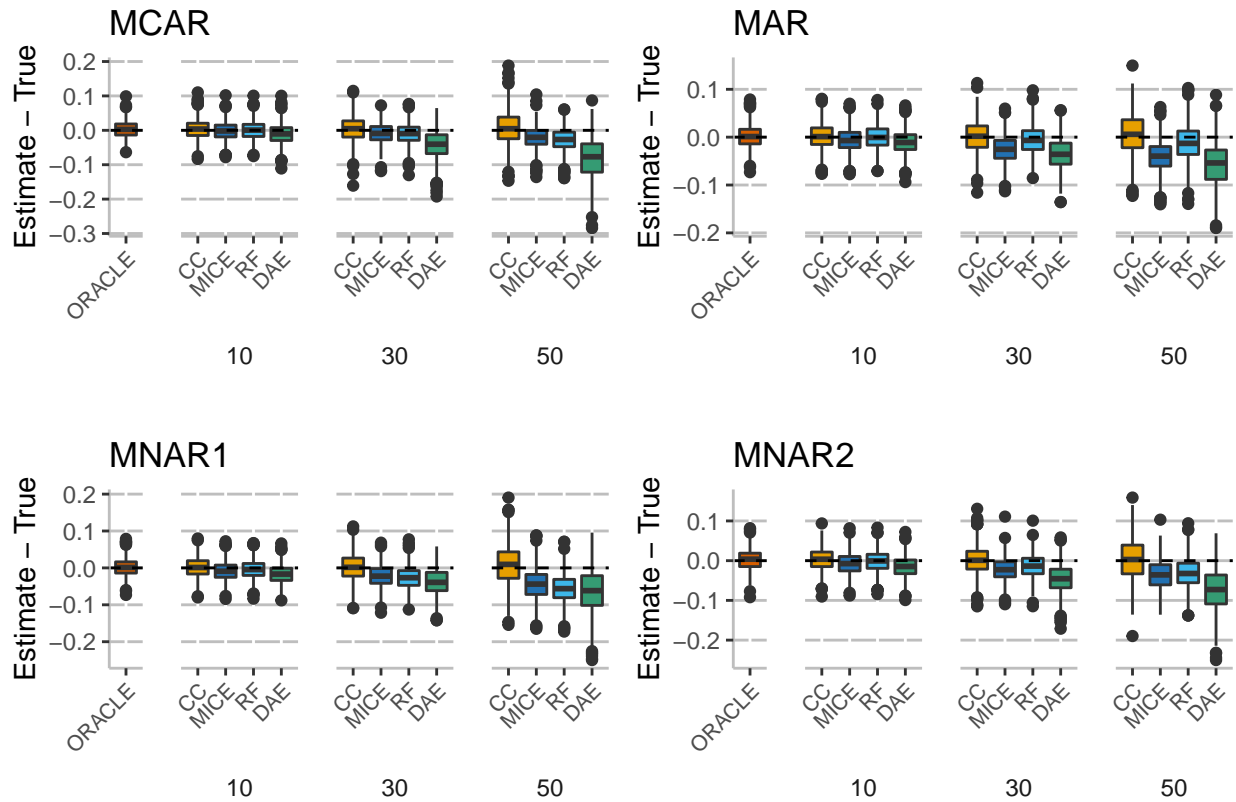 MCAR
Estimate − True
0.2
0.1
0.0
−0.1
−0.2
−0.3
ORACLE
CC
MICE
RF
DAE
CC
MICE
RF
DAE
CC
MICE
RF
DAE
10
30
50
MAR
Estimate − True
0.1
0.0
−0.1
−0.2
ORACLE
CC
MICE
RF
DAE
CC
MICE
RF
DAE
CC
MICE
RF
DAE
10
30
50
MNAR1
Estimate − True
0.2
0.1
0.0
−0.1
−0.2
ORACLE
CC
MICE
RF
DAE
CC
MICE
RF
DAE
CC
MICE
RF
DAE
10
30
50
MNAR2
Estimate − True
0.1
0.0
−0.1
−0.2
ORACLE
CC
MICE
RF
DAE
CC
MICE
RF
DAE
CC
MICE
RF
DAE
10
30
50